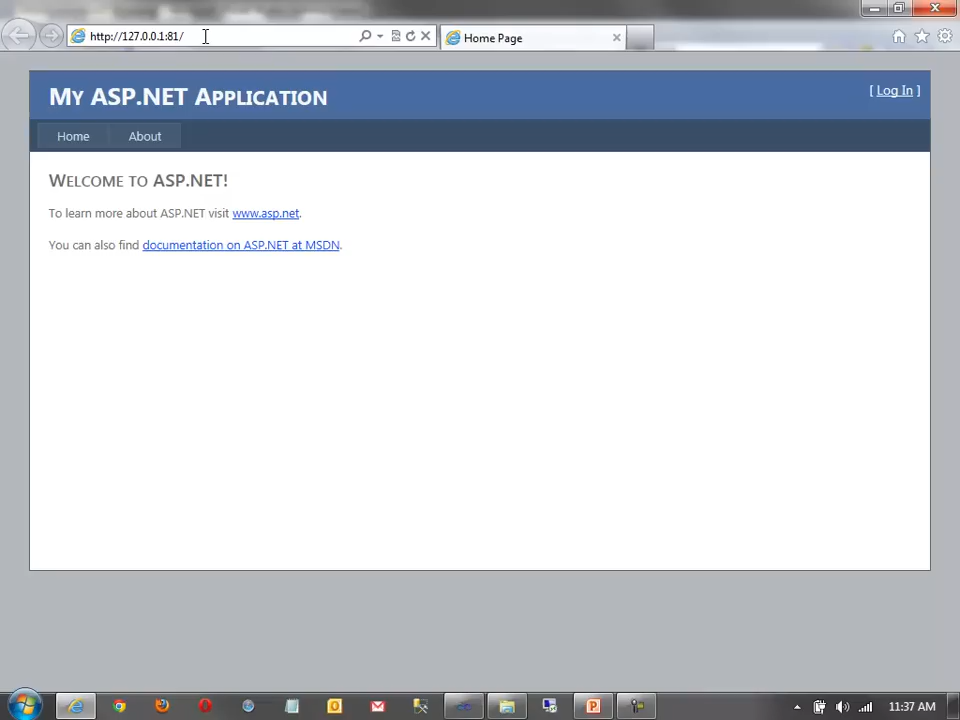 http://127.0.0.1:81/
Home Page
My ASP.NET Application
[ Log In ]
Home
About
Welcome to ASP.NET!
To learn more about ASP.NET visit www.asp.net.
You can also find documentation on ASP.NET at MSDN.
11:37 AM